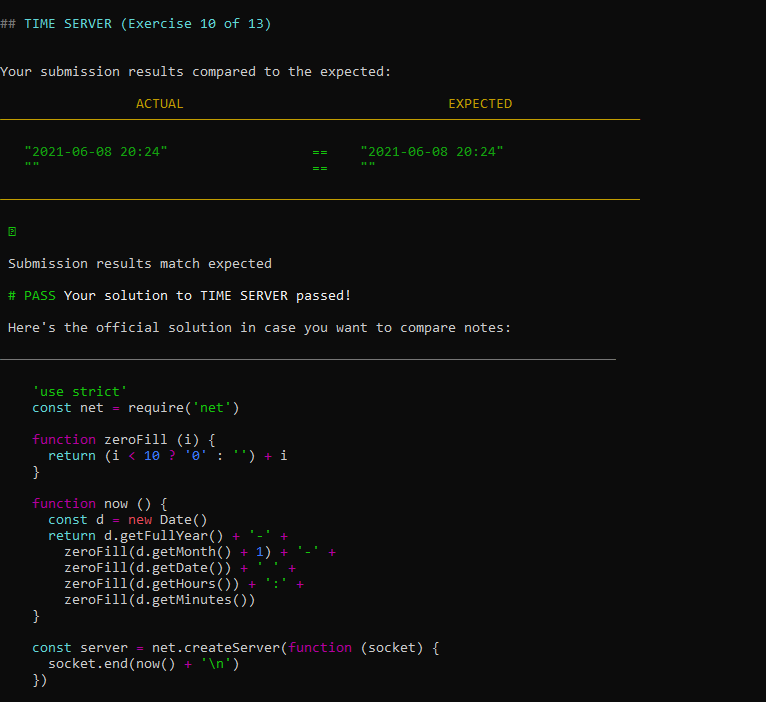 ## TIME SERVER (Exercise 10 of 13)
Your submission results compared to the expected:
ACTUAL EXPECTED
"2021-06-08 20:24" == "2021-06-08 20:24"
"" == ""
Submission results match expected
# PASS Your solution to TIME SERVER passed!
Here's the official solution in case you want to compare notes:
'use strict'
const net = require('net')
function zeroFill (i) {
return (i < 10 ? '0' : '') + i
}
function now () {
const d = new Date()
return d.getFullYear() + '-' +
zeroFill(d.getMonth() + 1) + '-' +
zeroFill(d.getDate()) + ' ' +
zeroFill(d.getHours()) + ':' +
zeroFill(d.getMinutes())
}
const server = net.createServer(function (socket) {
socket.end(now() + '\n')
})